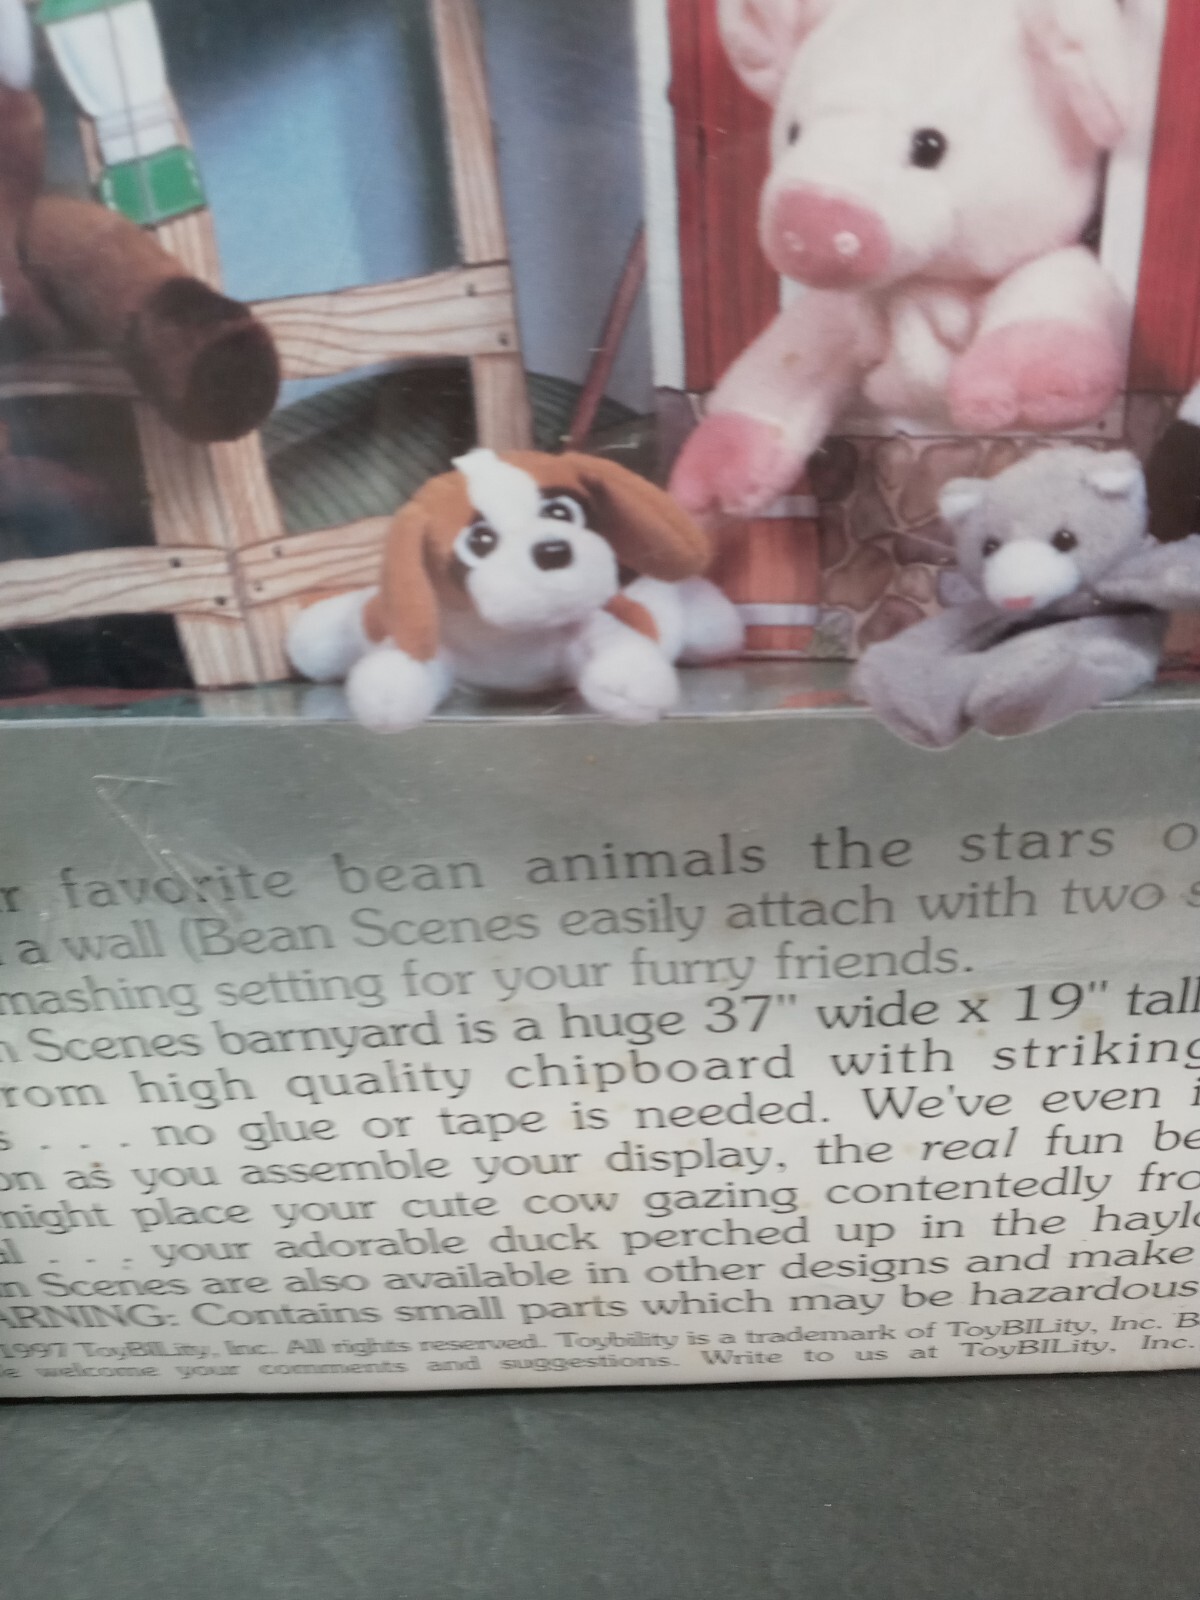 r favorite bean animals the stars o
a wall (Bean Scenes easily attach with two s
mashing setting for your furry friends.
n Scenes barnyard is a huge 37" wide x 19" tall
rom high quality chipboard with striking
s . . . no glue or tape is needed. We've even i
on as you assemble your display, the real fun be
might place your cute cow gazing contentedly fro
al . . . your adorable duck perched up in the haylo
n Scenes are also available in other designs and make
ARNING: Contains small parts which may be hazardous
1997 ToyBILity, Inc. All rights reserved. Toybility is a trademark of ToyBILity, Inc. B
e welcome your comments and suggestions. Write to us at ToyBILity, Inc.